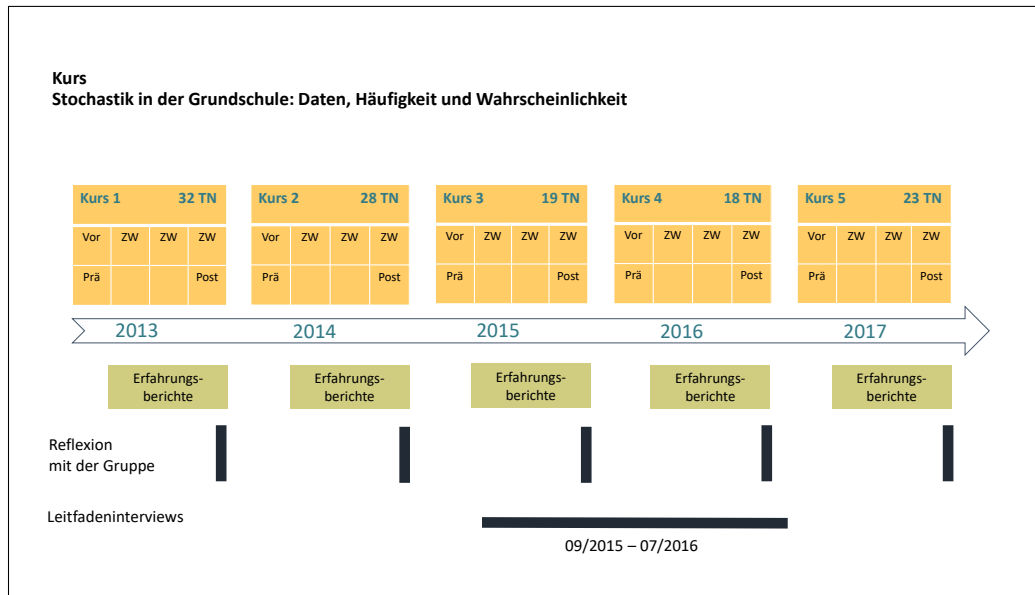 Kurs
Stochastik in der Grundschule: Daten, Häufigkeit und Wahrscheinlichkeit
Kurs 1 32 TN
Vor ZW ZW ZW
Prä Post
Kurs 2 28 TN
Vor ZW ZW ZW
Prä Post
Kurs 3 19 TN
Vor ZW ZW ZW
Prä Post
Kurs 4 18 TN
Vor ZW ZW ZW
Prä Post
Kurs 5 23 TN
Vor ZW ZW ZW
Prä Post
2013 2014 2015 2016 2017
Erfahrungs-
berichte
Erfahrungs-
berichte
Erfahrungs-
berichte
Erfahrungs-
berichte
Erfahrungs-
berichte
Reflexion
mit der Gruppe
Leitfadeninterviews
09/2015 – 07/2016